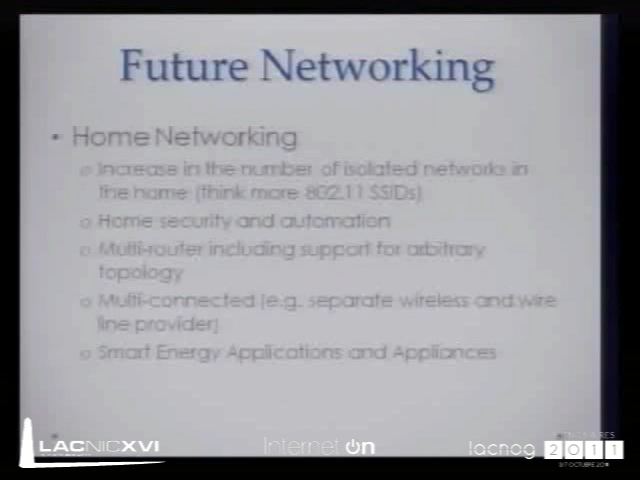 Future Networking
• Home Networking
o Increase in the number of isolated networks in
the home (think more 802.11 SSIDs)
o Home security and automation
o Multi-router including support for arbitrary
topology
o Multi-connected (e.g. separate wireless and wire
line provider)
o Smart Energy Applications and Appliances
LACNICXVI
Internet On
lacnog 2011